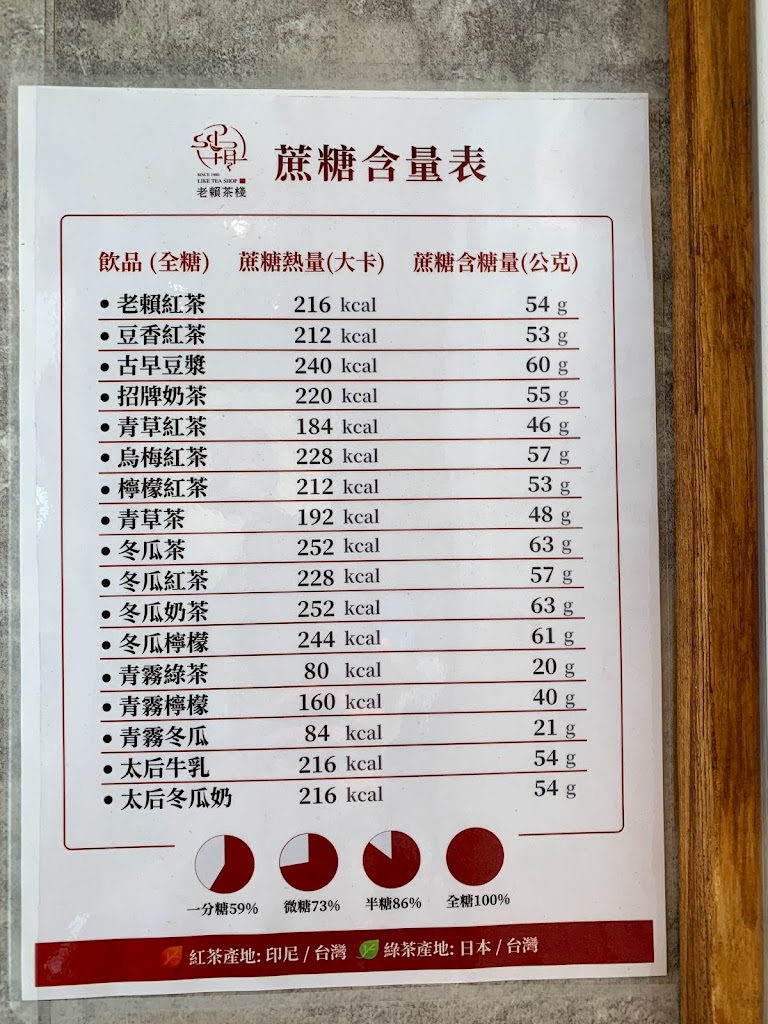 SINCE 1980
LIKE TEA SHOP
老賴茶棧
蔗糖含量表
飲品 (全糖) 蔗糖熱量(大卡) 蔗糖含糖量(公克)
• 老賴紅茶 216 kcal 54 g
• 豆香紅茶 212 kcal 53 g
• 古早豆漿 240 kcal 60 g
• 招牌奶茶 220 kcal 55 g
• 青草紅茶 184 kcal 46 g
• 烏梅紅茶 228 kcal 57 g
• 檸檬紅茶 212 kcal 53 g
• 青草茶 192 kcal 48 g
• 冬瓜茶 252 kcal 63 g
• 冬瓜紅茶 228 kcal 57 g
• 冬瓜奶茶 252 kcal 63 g
• 冬瓜檸檬 244 kcal 61 g
• 青霧綠茶 80 kcal 20 g
• 青霧檸檬 160 kcal 40 g
• 青霧冬瓜 84 kcal 21 g
• 太后牛乳 216 kcal 54 g
• 太后冬瓜奶 216 kcal 54 g
一分糖59% 微糖73% 半糖86% 全糖100%
紅茶產地: 印尼 / 台灣 綠茶產地: 日本 / 台灣